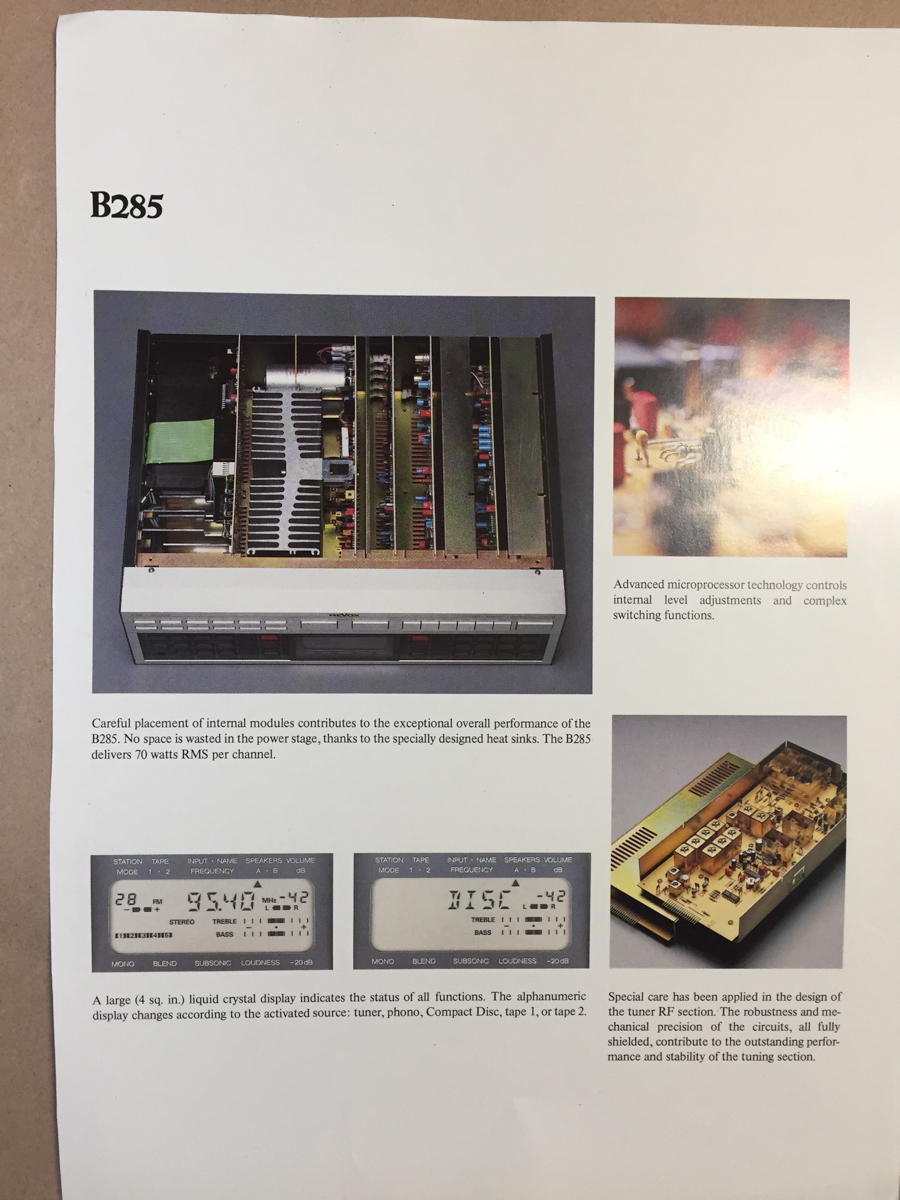 B285
REVOX
Advanced microprocessor technology controls
internal level adjustments and complex
switching functions.
Careful placement of internal modules contributes to the exceptional overall performance of the
B285. No space is wasted in the power stage, thanks to the specially designed heat sinks. The B285
delivers 70 watts RMS per channel.
STATION TAPE INPUT · NAME SPEAKERS VOLUME
MODE 1 · 2 FREQUENCY A · B dB
28 FM 95.40 MHz -42
- + L R
STEREO TREBLE
- +
BASS
MONO BLEND SUBSONIC LOUDNESS -20dB
STATION TAPE INPUT · NAME SPEAKERS VOLUME
MODE 1 · 2 FREQUENCY A · B dB
DISC -42
L R
TREBLE
- +
BASS
MONO BLEND SUBSONIC LOUDNESS -20dB
A large (4 sq. in.) liquid crystal display indicates the status of all functions. The alphanumeric
display changes according to the activated source: tuner, phono, Compact Disc, tape 1, or tape 2.
Special care has been applied in the design of
the tuner RF section. The robustness and me-
chanical precision of the circuits, all fully
shielded, contribute to the outstanding perfor-
mance and stability of the tuning section.